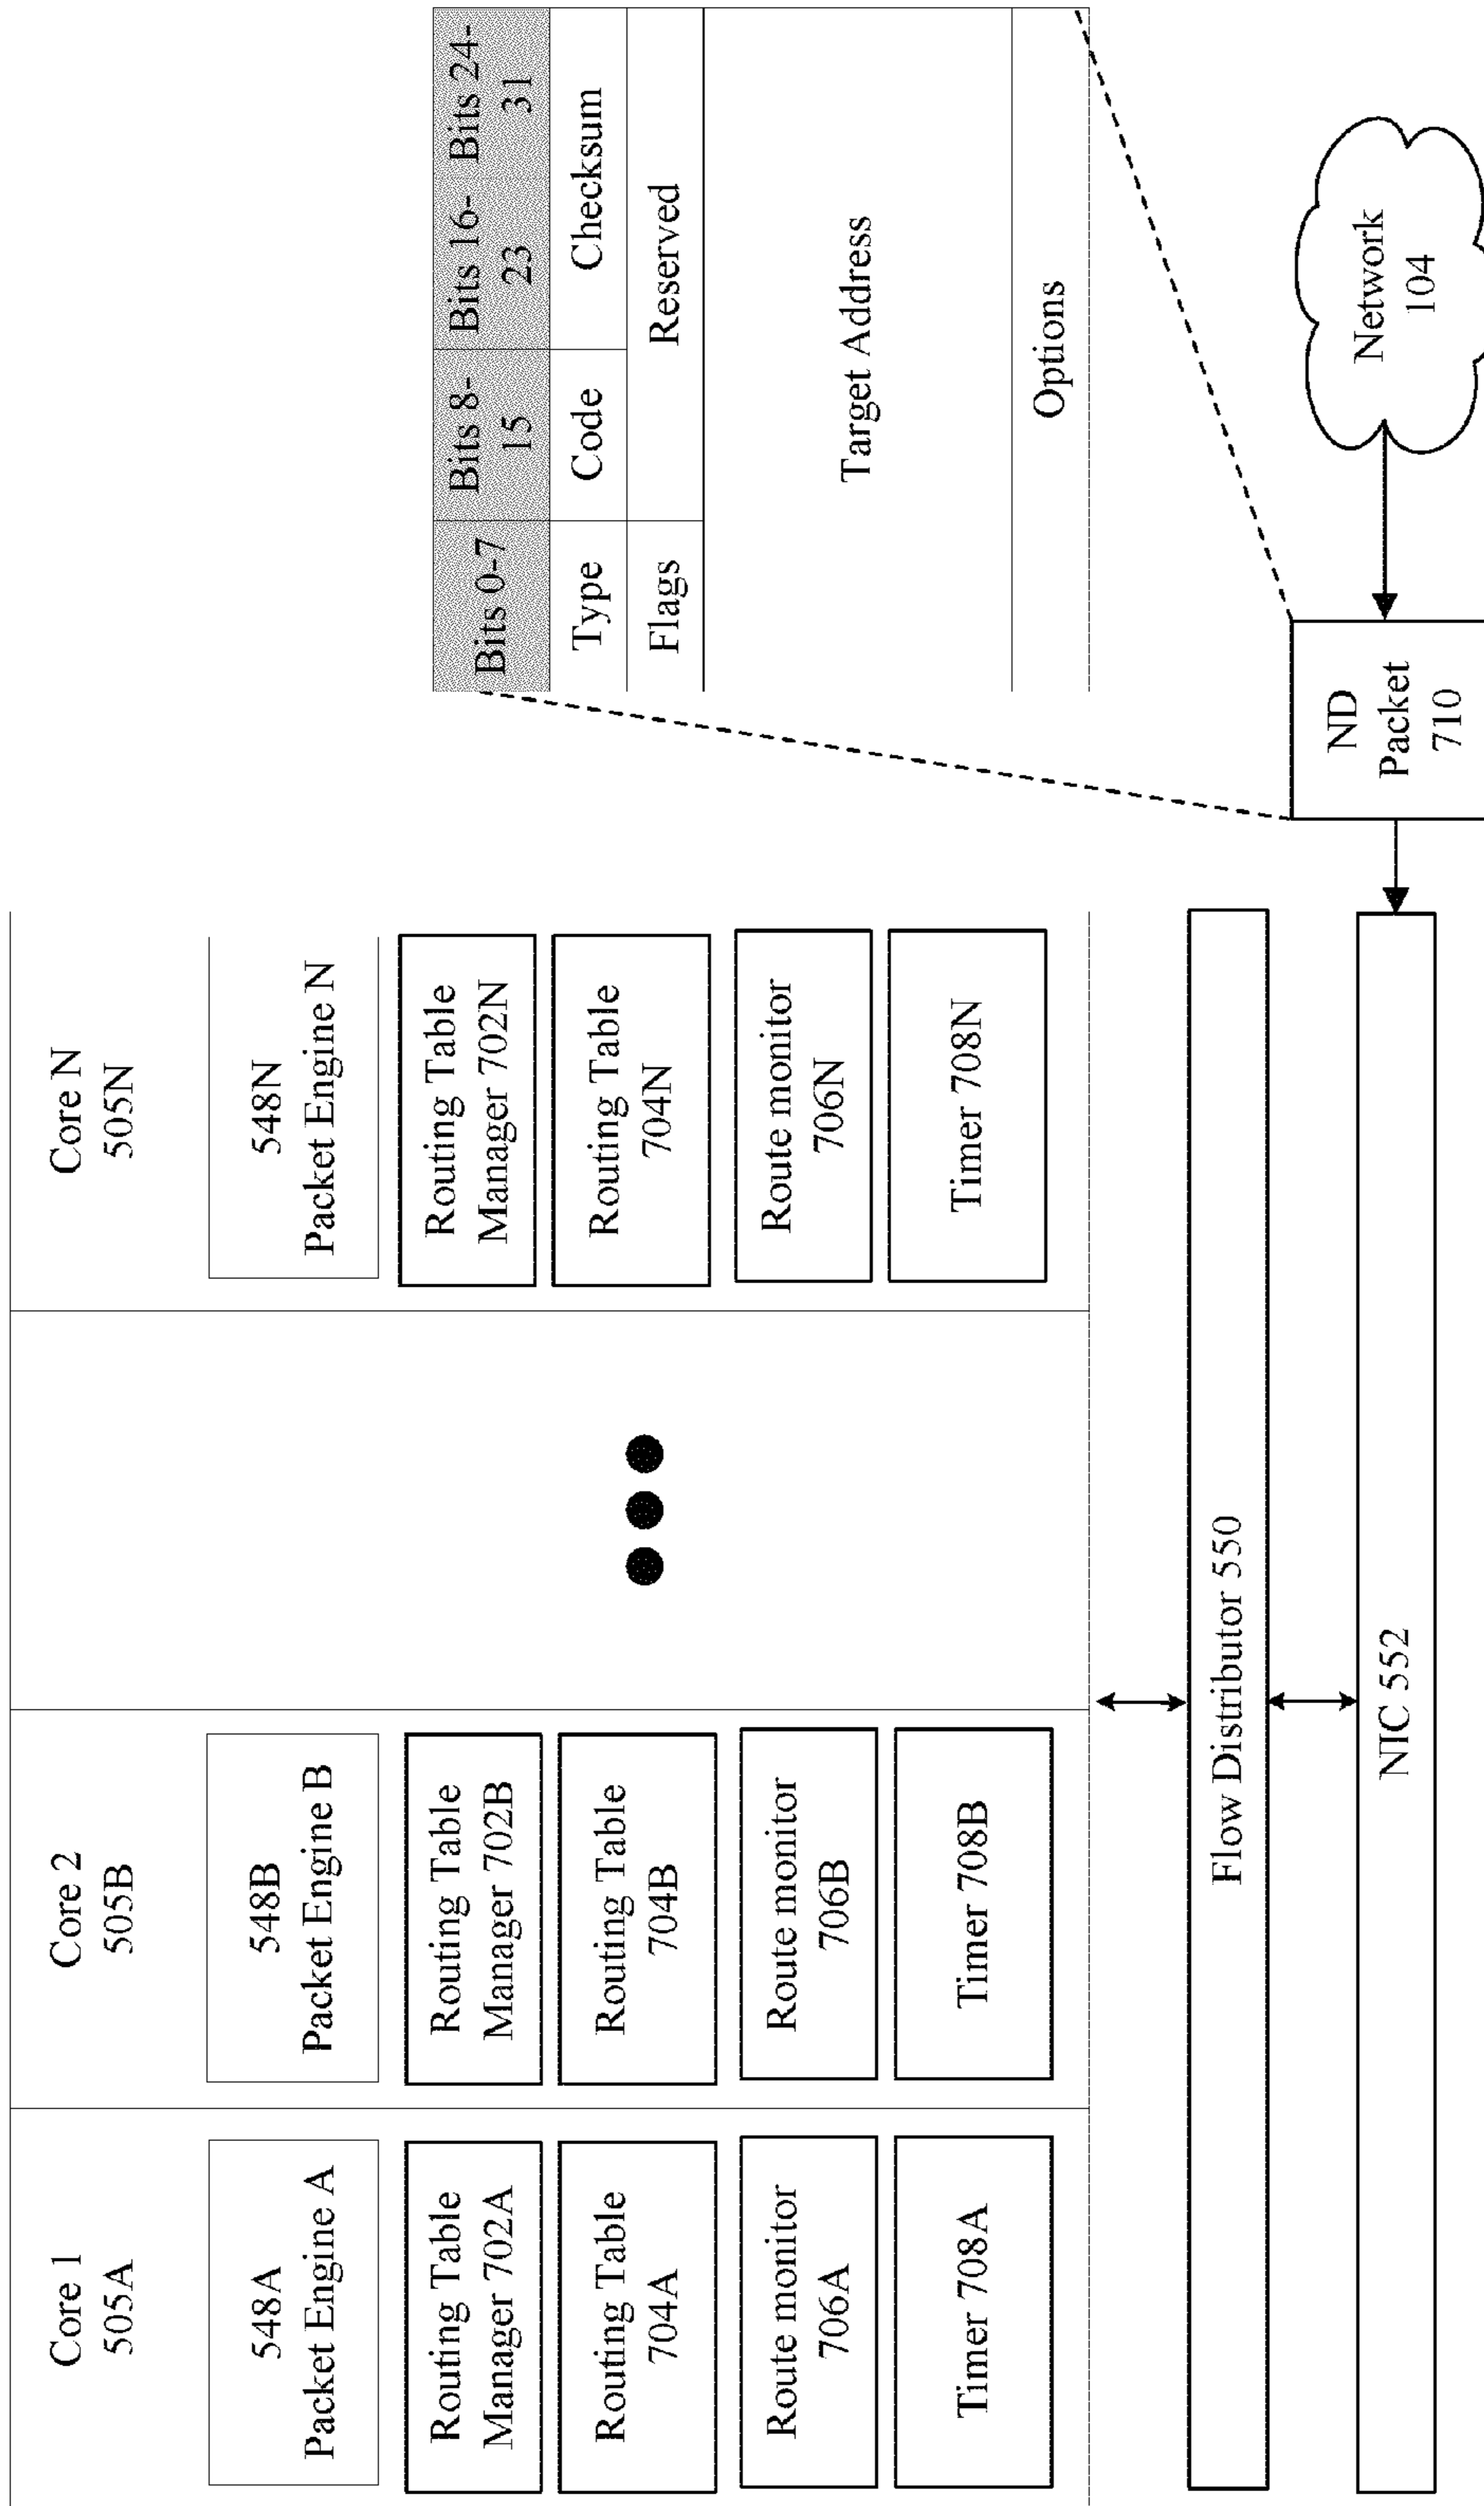 Core 1
505A
548A
Packet Engine A
Routing Table
Manager 702A
Routing Table
704A
Route monitor
706A
Timer 708A
Core 2
505B
548B
Packet Engine B
Routing Table
Manager 702B
Routing Table
704B
Route monitor
706B
Timer 708B
Core N
505N
548N
Packet Engine N
Routing Table
Manager 702N
Routing Table
704N
Route monitor
706N
Timer 708N
Flow Distributor 550
NIC 552
Bits 0-7
Bits 8-
15
Bits 16-
23
Bits 24-
31
Type
Code
Checksum
Flags
Reserved
Target Address
Options
ND
Packet
710
Network
104